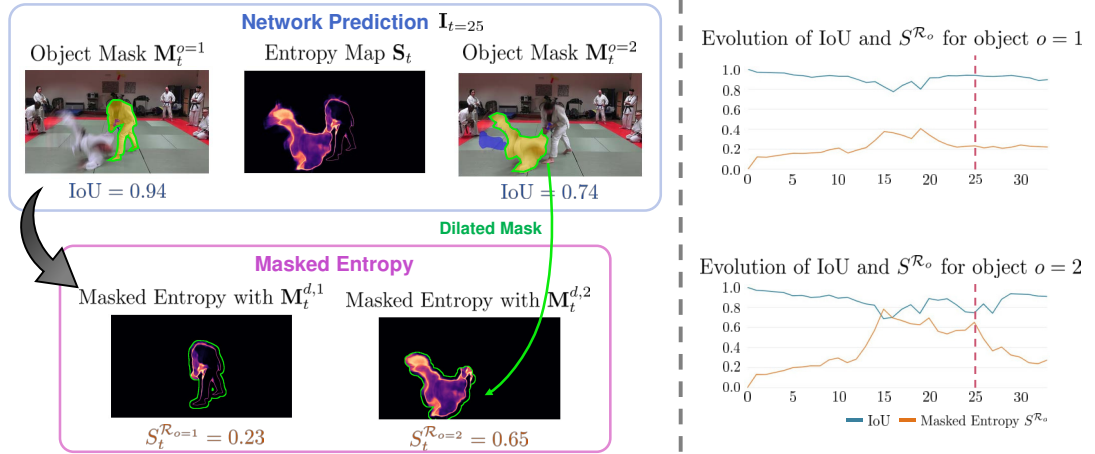 Network Prediction I_{t=25}
Object Mask M_t^{o=1}
Entropy Map S_t
Object Mask M_t^{o=2}
IoU = 0.94
IoU = 0.74
Dilated Mask
Masked Entropy
Masked Entropy with M_t^{d,1}
Masked Entropy with M_t^{d,2}
S_t^{R_{o=1}} = 0.23
S_t^{R_{o=2}} = 0.65
Evolution of IoU and S^{R_o} for object o = 1
1.0
0.8
0.6
0.4
0.2
0.0
0 5 10 15 20 25 30
Evolution of IoU and S^{R_o} for object o = 2
1.0
0.8
0.6
0.4
0.2
0.0
0 5 10 15 20 25 30
IoU Masked Entropy S^{R_o}